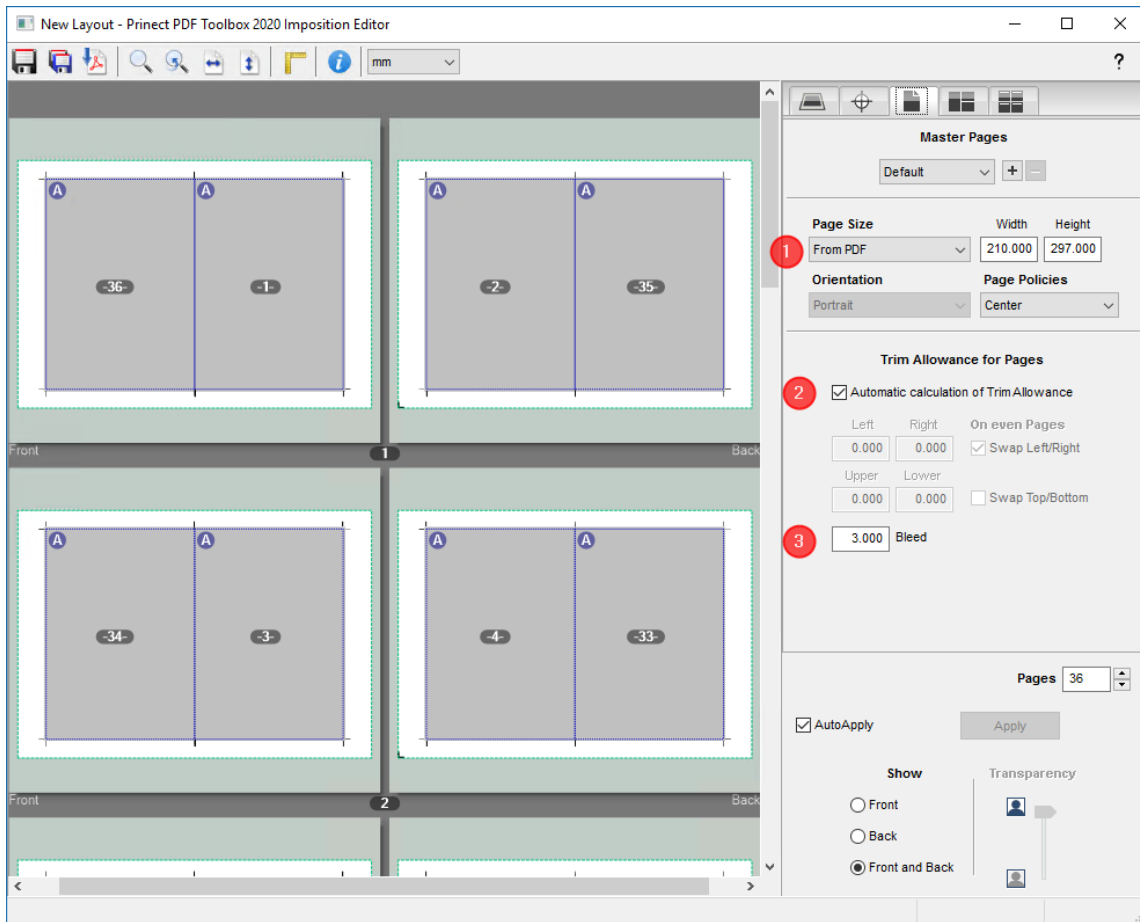 New Layout - Prinect PDF Toolbox 2020 Imposition Editor
mm
?
Master Pages
Default
Page Size Width Height
1 From PDF 210.000 297.000
Orientation Page Policies
Portrait Center
Trim Allowance for Pages
2 Automatic calculation of Trim Allowance
Left Right On even Pages
0.000 0.000 Swap Left/Right
Upper Lower
0.000 0.000 Swap Top/Bottom
3 3.000 Bleed
Pages 36
AutoApply Apply
Show Transparency
Front
Back
Front and Back
A A A A
-36- -1- -2- -35-
Front 1 Back
A A A A
-34- -3- -4- -33-
Front 2 Back